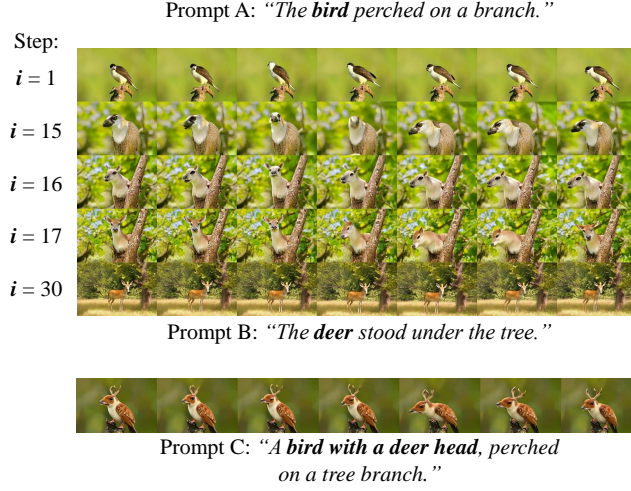 Prompt A: “The bird perched on a branch.”
Step:
i = 1
i = 15
i = 16
i = 17
i = 30
Prompt B: “The deer stood under the tree.”
Prompt C: “A bird with a deer head, perched
on a tree branch.”